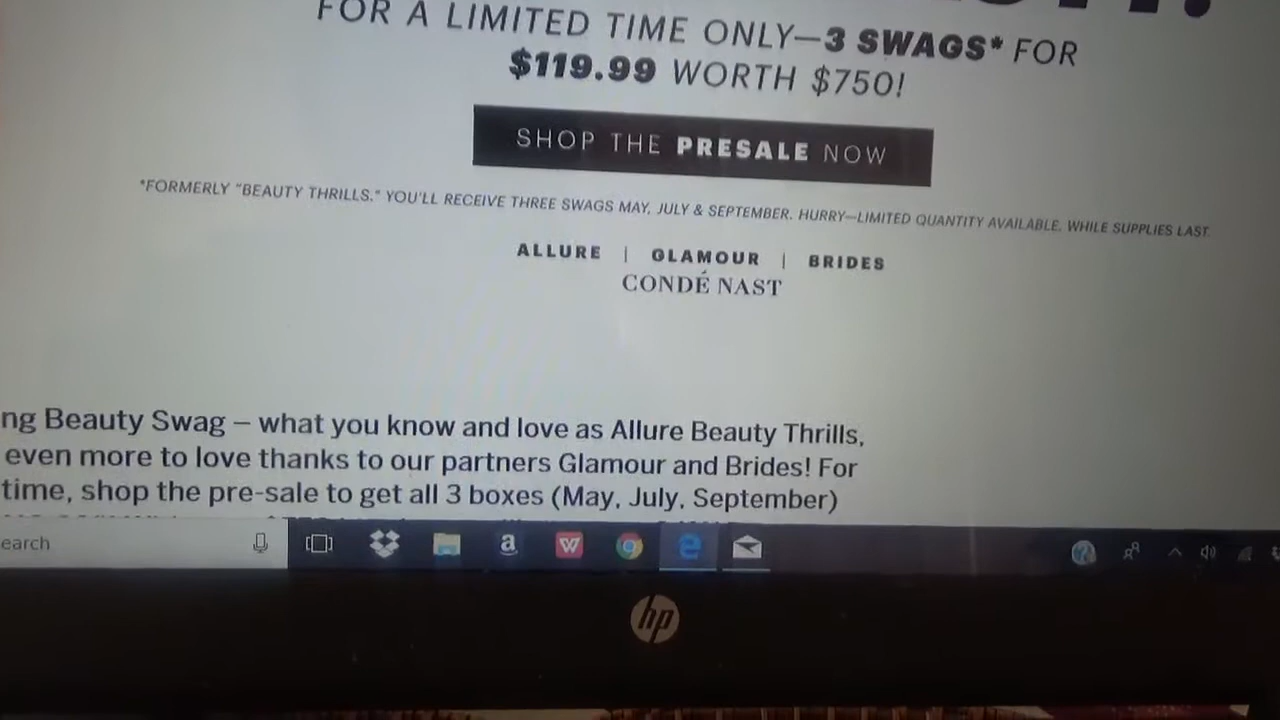 FOR A LIMITED TIME ONLY—3 SWAGS* FOR
$119.99 WORTH $750!
SHOP THE PRESALE NOW
*FORMERLY "BEAUTY THRILLS." YOU'LL RECEIVE THREE SWAGS MAY, JULY & SEPTEMBER. HURRY—LIMITED QUANTITY AVAILABLE. WHILE SUPPLIES LAST.
ALLURE | GLAMOUR | BRIDES
CONDÉ NAST
ng Beauty Swag – what you know and love as Allure Beauty Thrills,
even more to love thanks to our partners Glamour and Brides! For
time, shop the pre-sale to get all 3 boxes (May, July, September)
earch
a
W
hp